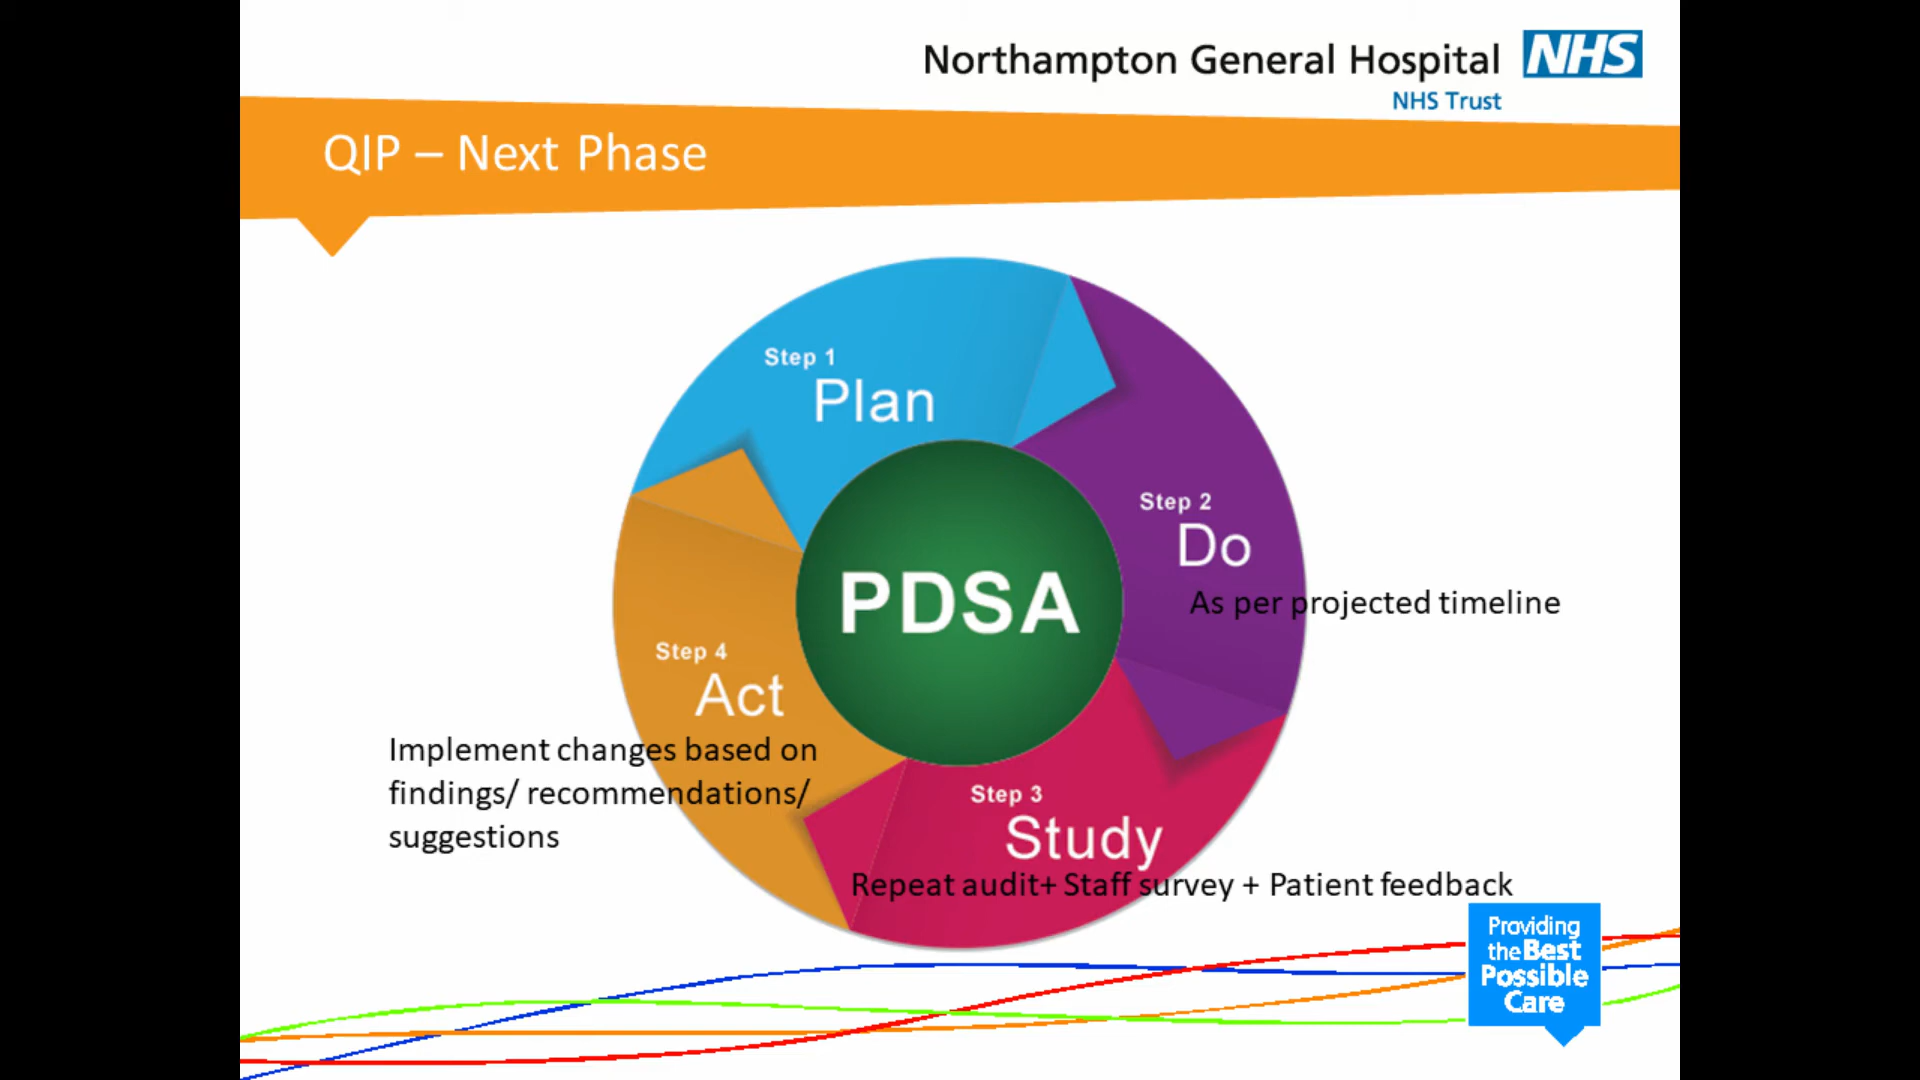 Northampton General Hospital NHS
NHS Trust
QIP – Next Phase
Step 1
Plan
Step 2
Do
As per projected timeline
PDSA
Step 4
Act
Implement changes based on
findings/ recommendations/
suggestions
Step 3
Study
Repeat audit+ Staff survey + Patient feedback
Providing
the Best
Possible
Care